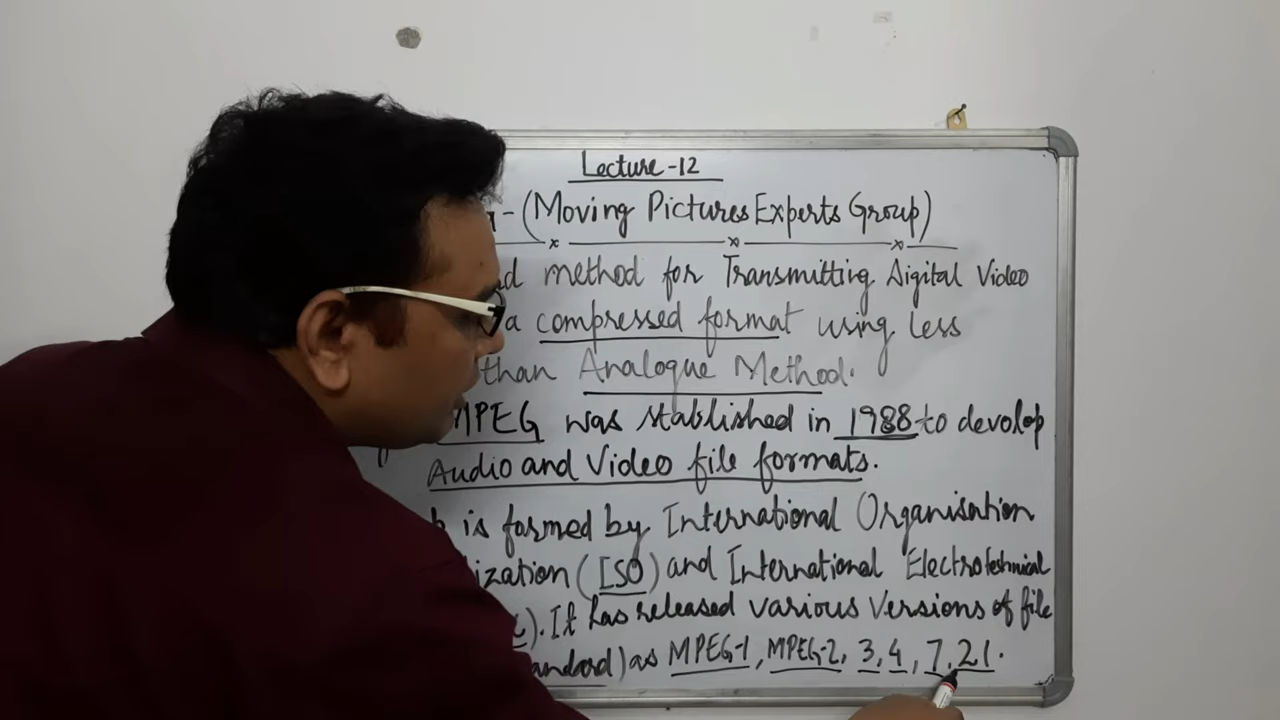 Lecture-12
- (Moving Pictures Experts Group)
method for Transmitting Digital Video
a compressed format using less
than Analogue Method.
MPEG was stablished in 1988 to devolop
Audio and Video file formats.
is formed by International Organisation
ization (ISO) and International Electrotechnical
). It has released various versions of file
andard) as MPEG-1, MPEG-2, 3, 4, 7, 21.